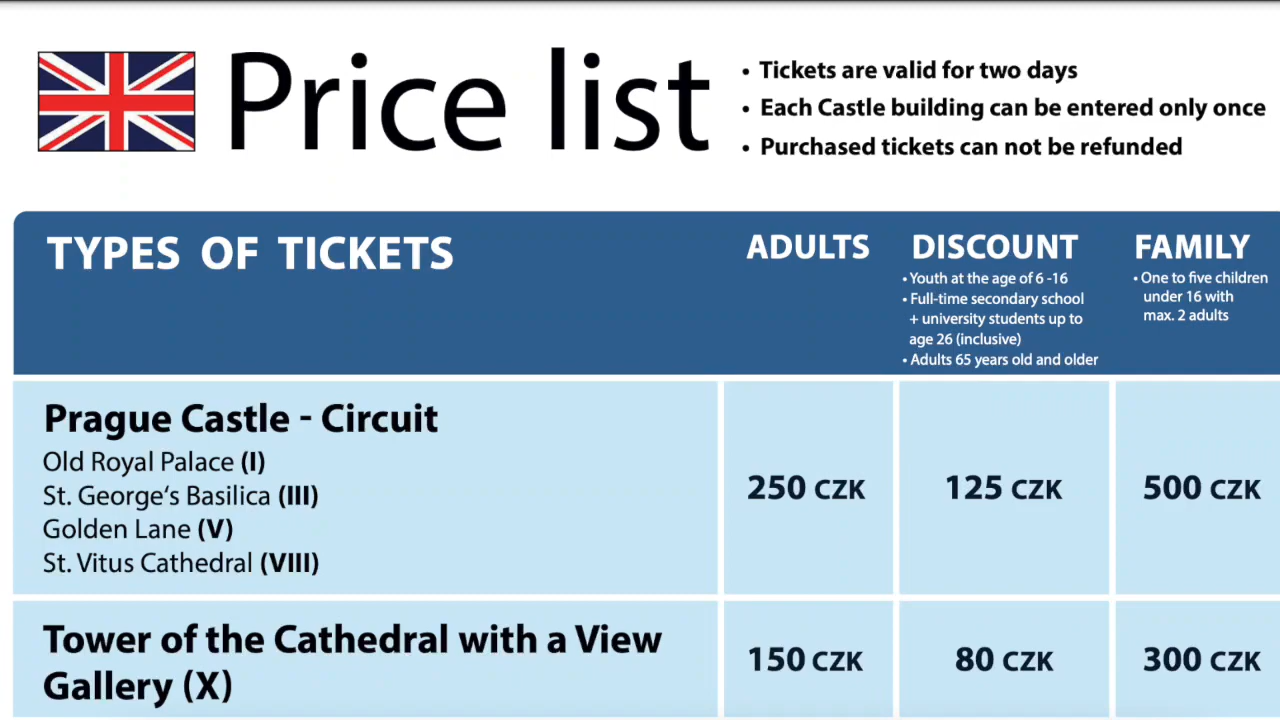 Price list
• Tickets are valid for two days
• Each Castle building can be entered only once
• Purchased tickets can not be refunded
TYPES OF TICKETS
ADULTS
DISCOUNT
• Youth at the age of 6 -16
• Full-time secondary school
+ university students up to
age 26 (inclusive)
• Adults 65 years old and older
FAMILY
• One to five children
under 16 with
max. 2 adults
Prague Castle - Circuit
Old Royal Palace (I)
St. George‘s Basilica (III)
Golden Lane (V)
St. Vitus Cathedral (VIII)
250 CZK
125 CZK
500 CZK
Tower of the Cathedral with a View
Gallery (X)
150 CZK
80 CZK
300 CZK